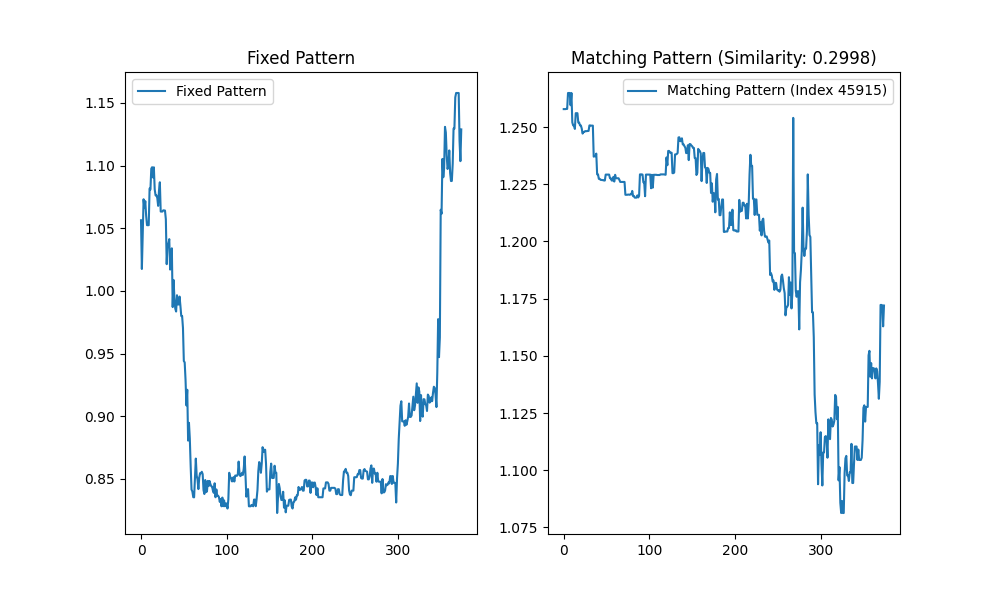 Fixed Pattern
Fixed Pattern
1.15
1.10
1.05
1.00
0.95
0.90
0.85
0 100 200 300
Matching Pattern (Similarity: 0.2998)
Matching Pattern (Index 45915)
1.250
1.225
1.200
1.175
1.150
1.125
1.100
1.075
0 100 200 300